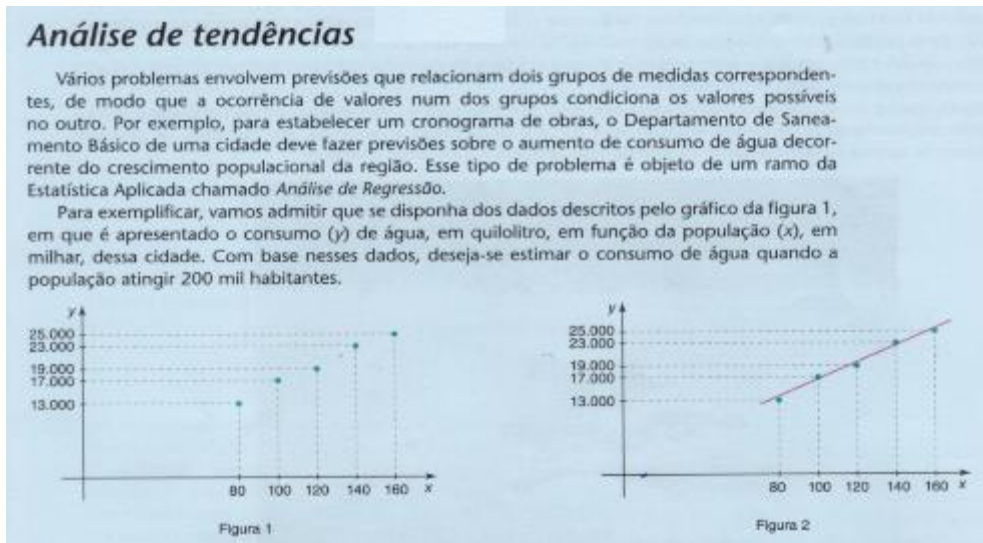 Análise de tendências
Vários problemas envolvem previsões que relacionam dois grupos de medidas corresponden-
tes, de modo que a ocorrência de valores num dos grupos condiciona os valores possíveis
no outro. Por exemplo, para estabelecer um cronograma de obras, o Departamento de Sanea-
mento Básico de uma cidade deve fazer previsões sobre o aumento de consumo de água decor-
rente do crescimento populacional da região. Esse tipo de problema é objeto de um ramo da
Estatística Aplicada chamado Análise de Regressão.
Para exemplificar, vamos admitir que se disponha dos dados descritos pelo gráfico da figura 1,
em que é apresentado o consumo (y) de água, em quilolitro, em função da população (x), em
milhar, dessa cidade. Com base nesses dados, deseja-se estimar o consumo de água quando a
população atingir 200 mil habitantes.
y
25.000
23.000
19.000
17.000
13.000
80 100 120 140 160 x
Figura 1
y
25.000
23.000
19.000
17.000
13.000
80 100 120 140 160 x
Figura 2